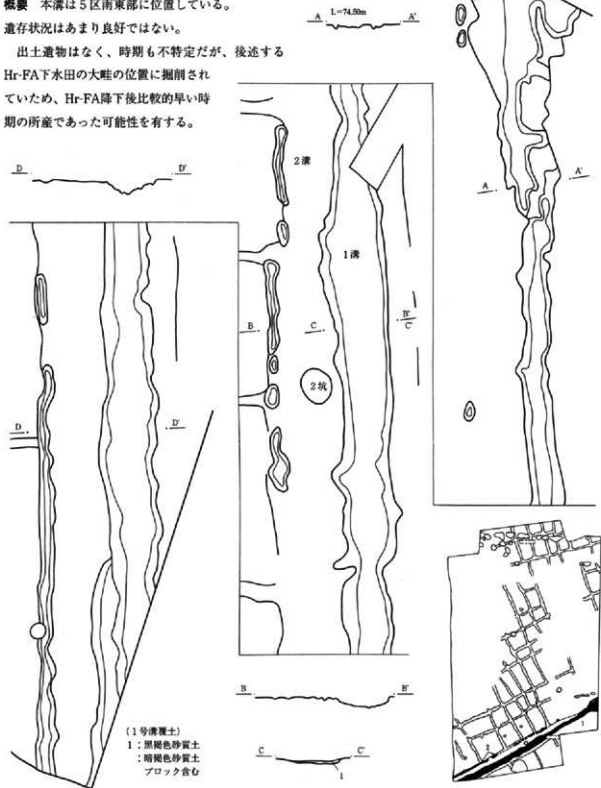 概要　本溝は5区南東部に位置している。
遺存状況はあまり良好ではない。
　出土遺物はなく、時期も不特定だが、後述する
Hr-FA下水田の大畦の位置に掘削され
ていたため、Hr-FA降下後比較的早い時
期の所産であった可能性を有する。
A　L=74.50m　A'
D　D'
2溝
1溝
A　A'
B　C　B'
C'
2坑
D　D'
B　B'
C　C'
1
(1号溝覆土)
1：黒褐色砂質土
：暗褐色砂質土
ブロック含む
1
2